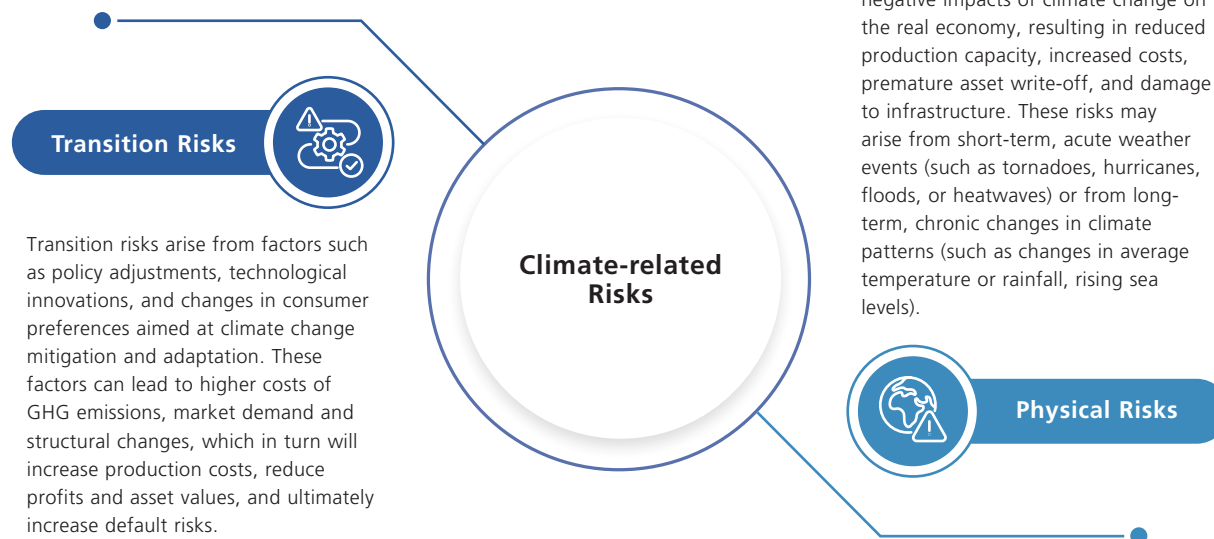 Transition Risks
Transition risks arise from factors such
as policy adjustments, technological
innovations, and changes in consumer
preferences aimed at climate change
mitigation and adaptation. These
factors can lead to higher costs of
GHG emissions, market demand and
structural changes, which in turn will
increase production costs, reduce
profits and asset values, and ultimately
increase default risks.
Climate-related
Risks
negative impacts of climate change on
the real economy, resulting in reduced
production capacity, increased costs,
premature asset write-off, and damage
to infrastructure. These risks may
arise from short-term, acute weather
events (such as tornadoes, hurricanes,
floods, or heatwaves) or from long-
term, chronic changes in climate
patterns (such as changes in average
temperature or rainfall, rising sea
levels).
Physical Risks